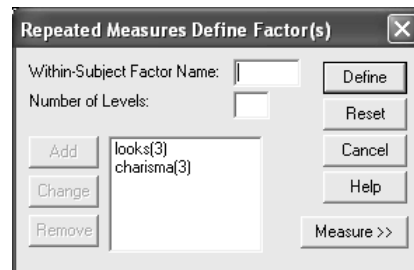 Repeated Measures Define Factor(s)
Within-Subject Factor Name:
Define
Number of Levels:
Reset
Add
looks(3)
Cancel
charisma(3)
Change
Help
Remove
Measure >>